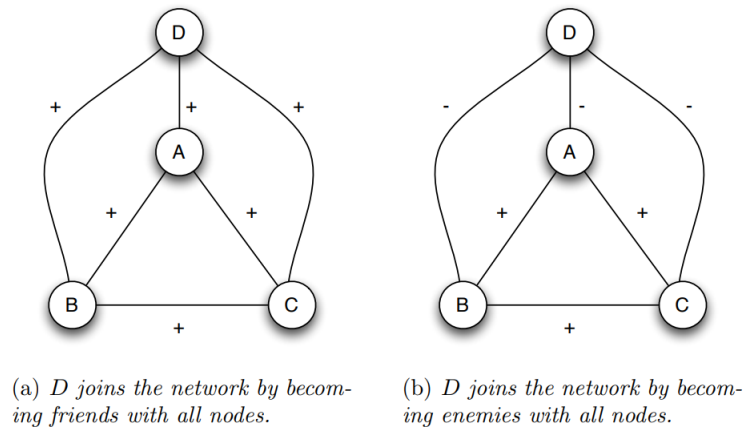 D
D
+
+
+
-
-
-
A
A
+
+
+
+
B
C
B
C
+
+
(a) D joins the network by becom-
ing friends with all nodes.
(b) D joins the network by becom-
ing enemies with all nodes.